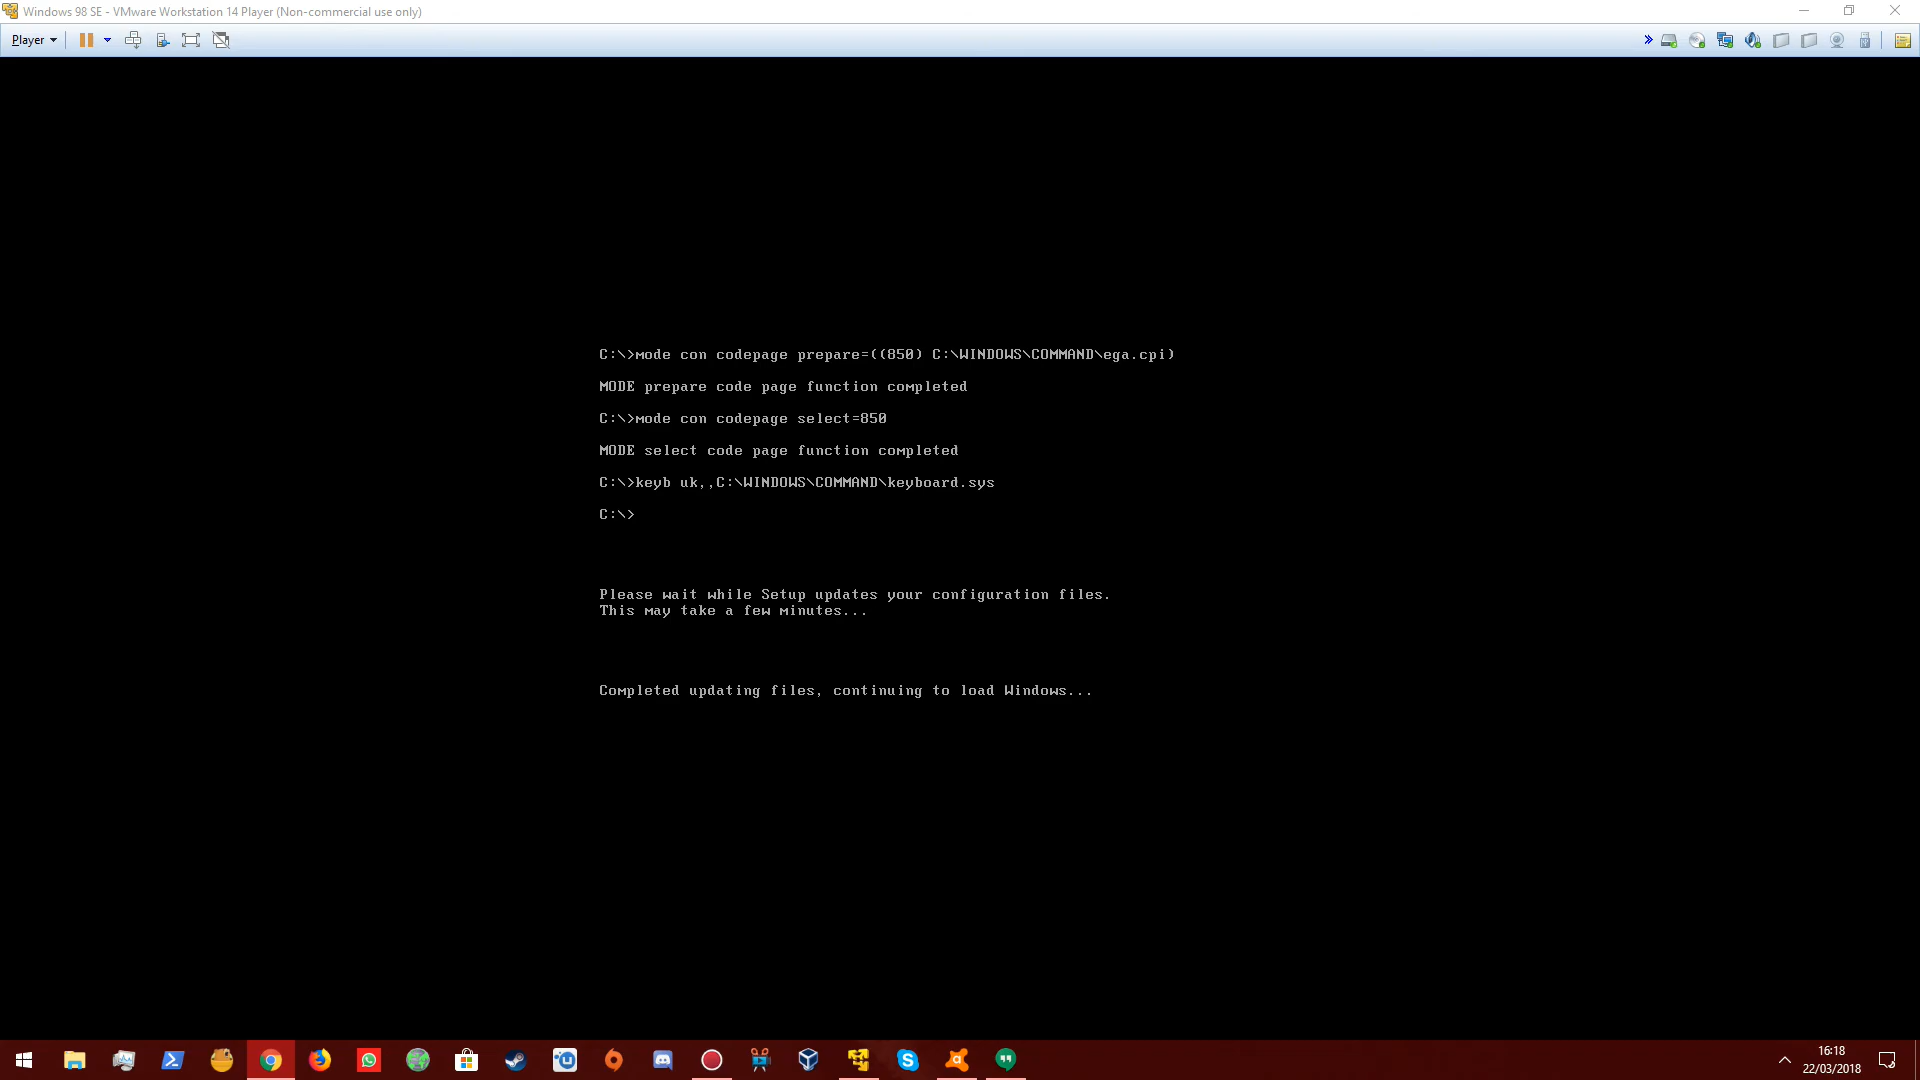 Windows 98 SE - VMware Workstation 14 Player (Non-commercial use only)
Player
C:\>mode con codepage prepare=((850) C:\WINDOWS\COMMAND\ega.cpi)
MODE prepare code page function completed
C:\>mode con codepage select=850
MODE select code page function completed
C:\>keyb uk,,C:\WINDOWS\COMMAND\keyboard.sys
C:\>
Please wait while Setup updates your configuration files.
This may take a few minutes...
Completed updating files, continuing to load Windows...
16:18
22/03/2018